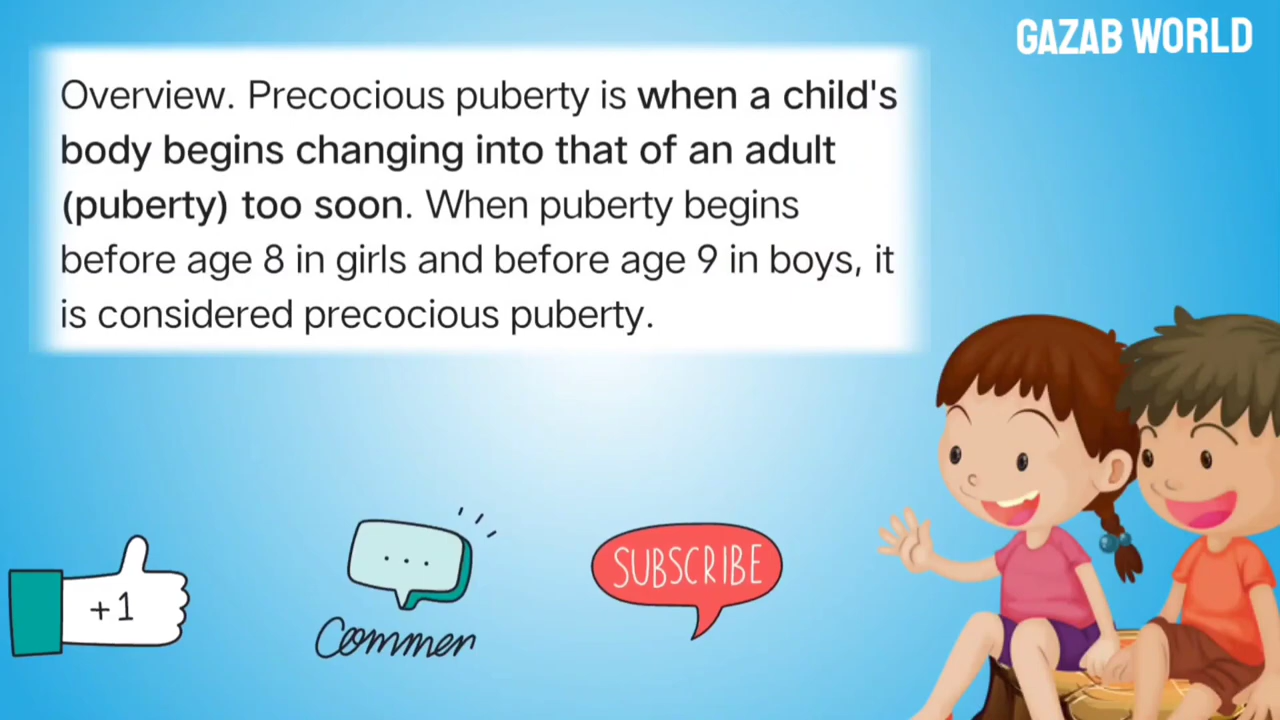 GAZAB WORLD
Overview. Precocious puberty is when a child's
body begins changing into that of an adult
(puberty) too soon. When puberty begins
before age 8 in girls and before age 9 in boys, it
is considered precocious puberty.
+1
Commen
SUBSCRIBE